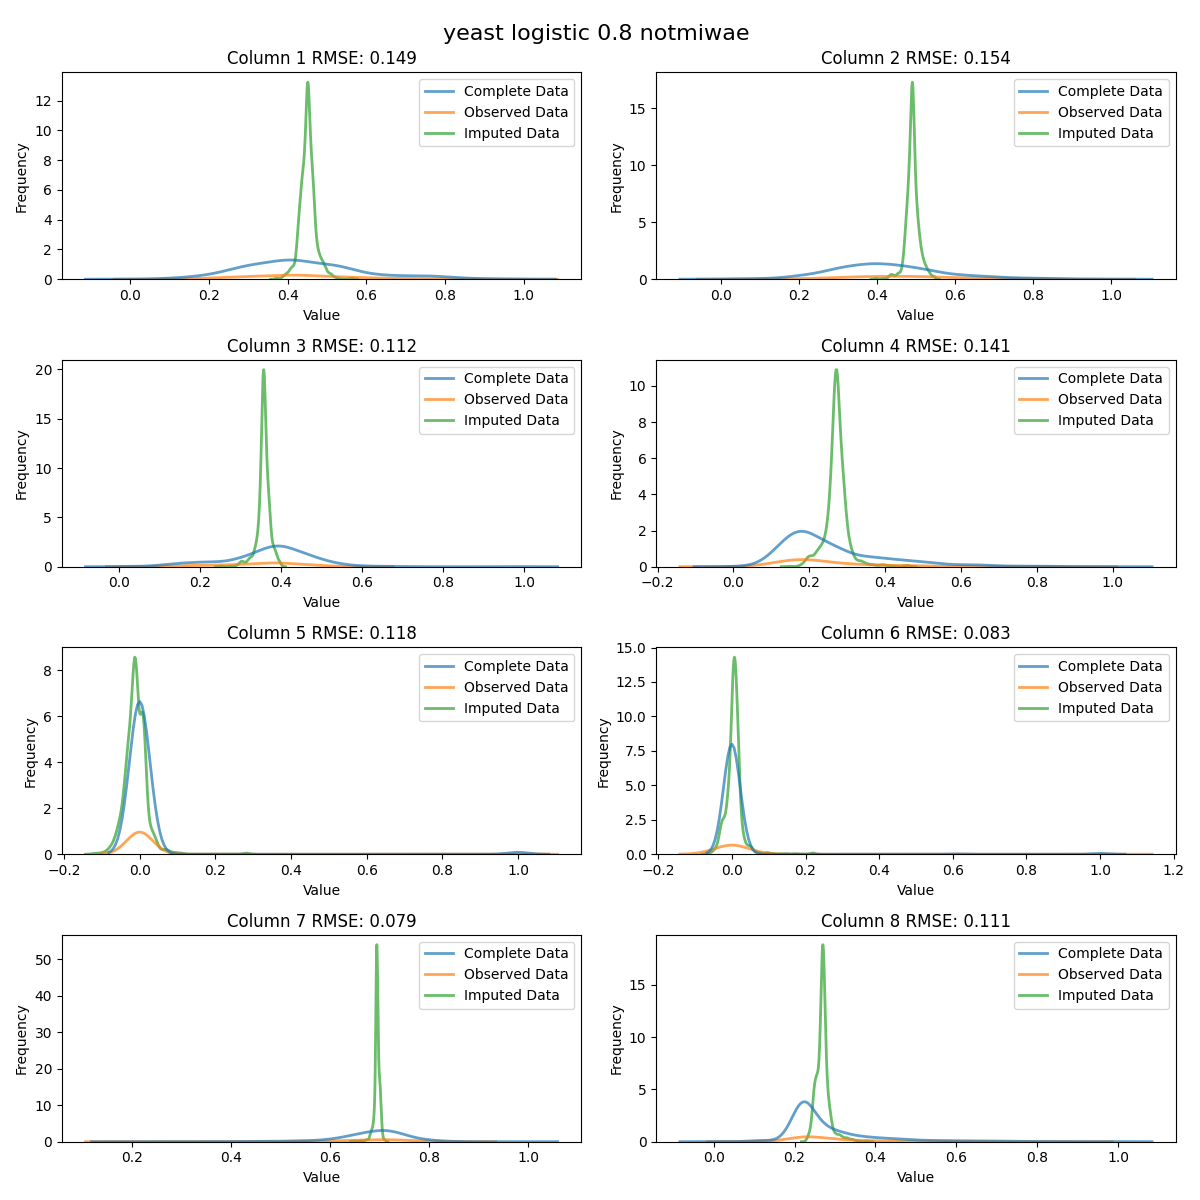 yeast logistic 0.8 notmiwae
Column 1 RMSE: 0.149
Frequency
12
10
8
6
4
2
0
0.0 0.2 0.4 0.6 0.8 1.0
Value
Complete Data
Observed Data
Imputed Data
Column 2 RMSE: 0.154
Frequency
15
10
5
0
0.0 0.2 0.4 0.6 0.8 1.0
Value
Complete Data
Observed Data
Imputed Data
Column 3 RMSE: 0.112
Frequency
20
15
10
5
0
0.0 0.2 0.4 0.6 0.8 1.0
Value
Complete Data
Observed Data
Imputed Data
Column 4 RMSE: 0.141
Frequency
10
8
6
4
2
0
−0.2 0.0 0.2 0.4 0.6 0.8 1.0
Value
Complete Data
Observed Data
Imputed Data
Column 5 RMSE: 0.118
Frequency
8
6
4
2
0
−0.2 0.0 0.2 0.4 0.6 0.8 1.0
Value
Complete Data
Observed Data
Imputed Data
Column 6 RMSE: 0.083
Frequency
15.0
12.5
10.0
7.5
5.0
2.5
0.0
−0.2 0.0 0.2 0.4 0.6 0.8 1.0 1.2
Value
Complete Data
Observed Data
Imputed Data
Column 7 RMSE: 0.079
Frequency
50
40
30
20
10
0
0.2 0.4 0.6 0.8 1.0
Value
Complete Data
Observed Data
Imputed Data
Column 8 RMSE: 0.111
Frequency
15
10
5
0
0.0 0.2 0.4 0.6 0.8 1.0
Value
Complete Data
Observed Data
Imputed Data